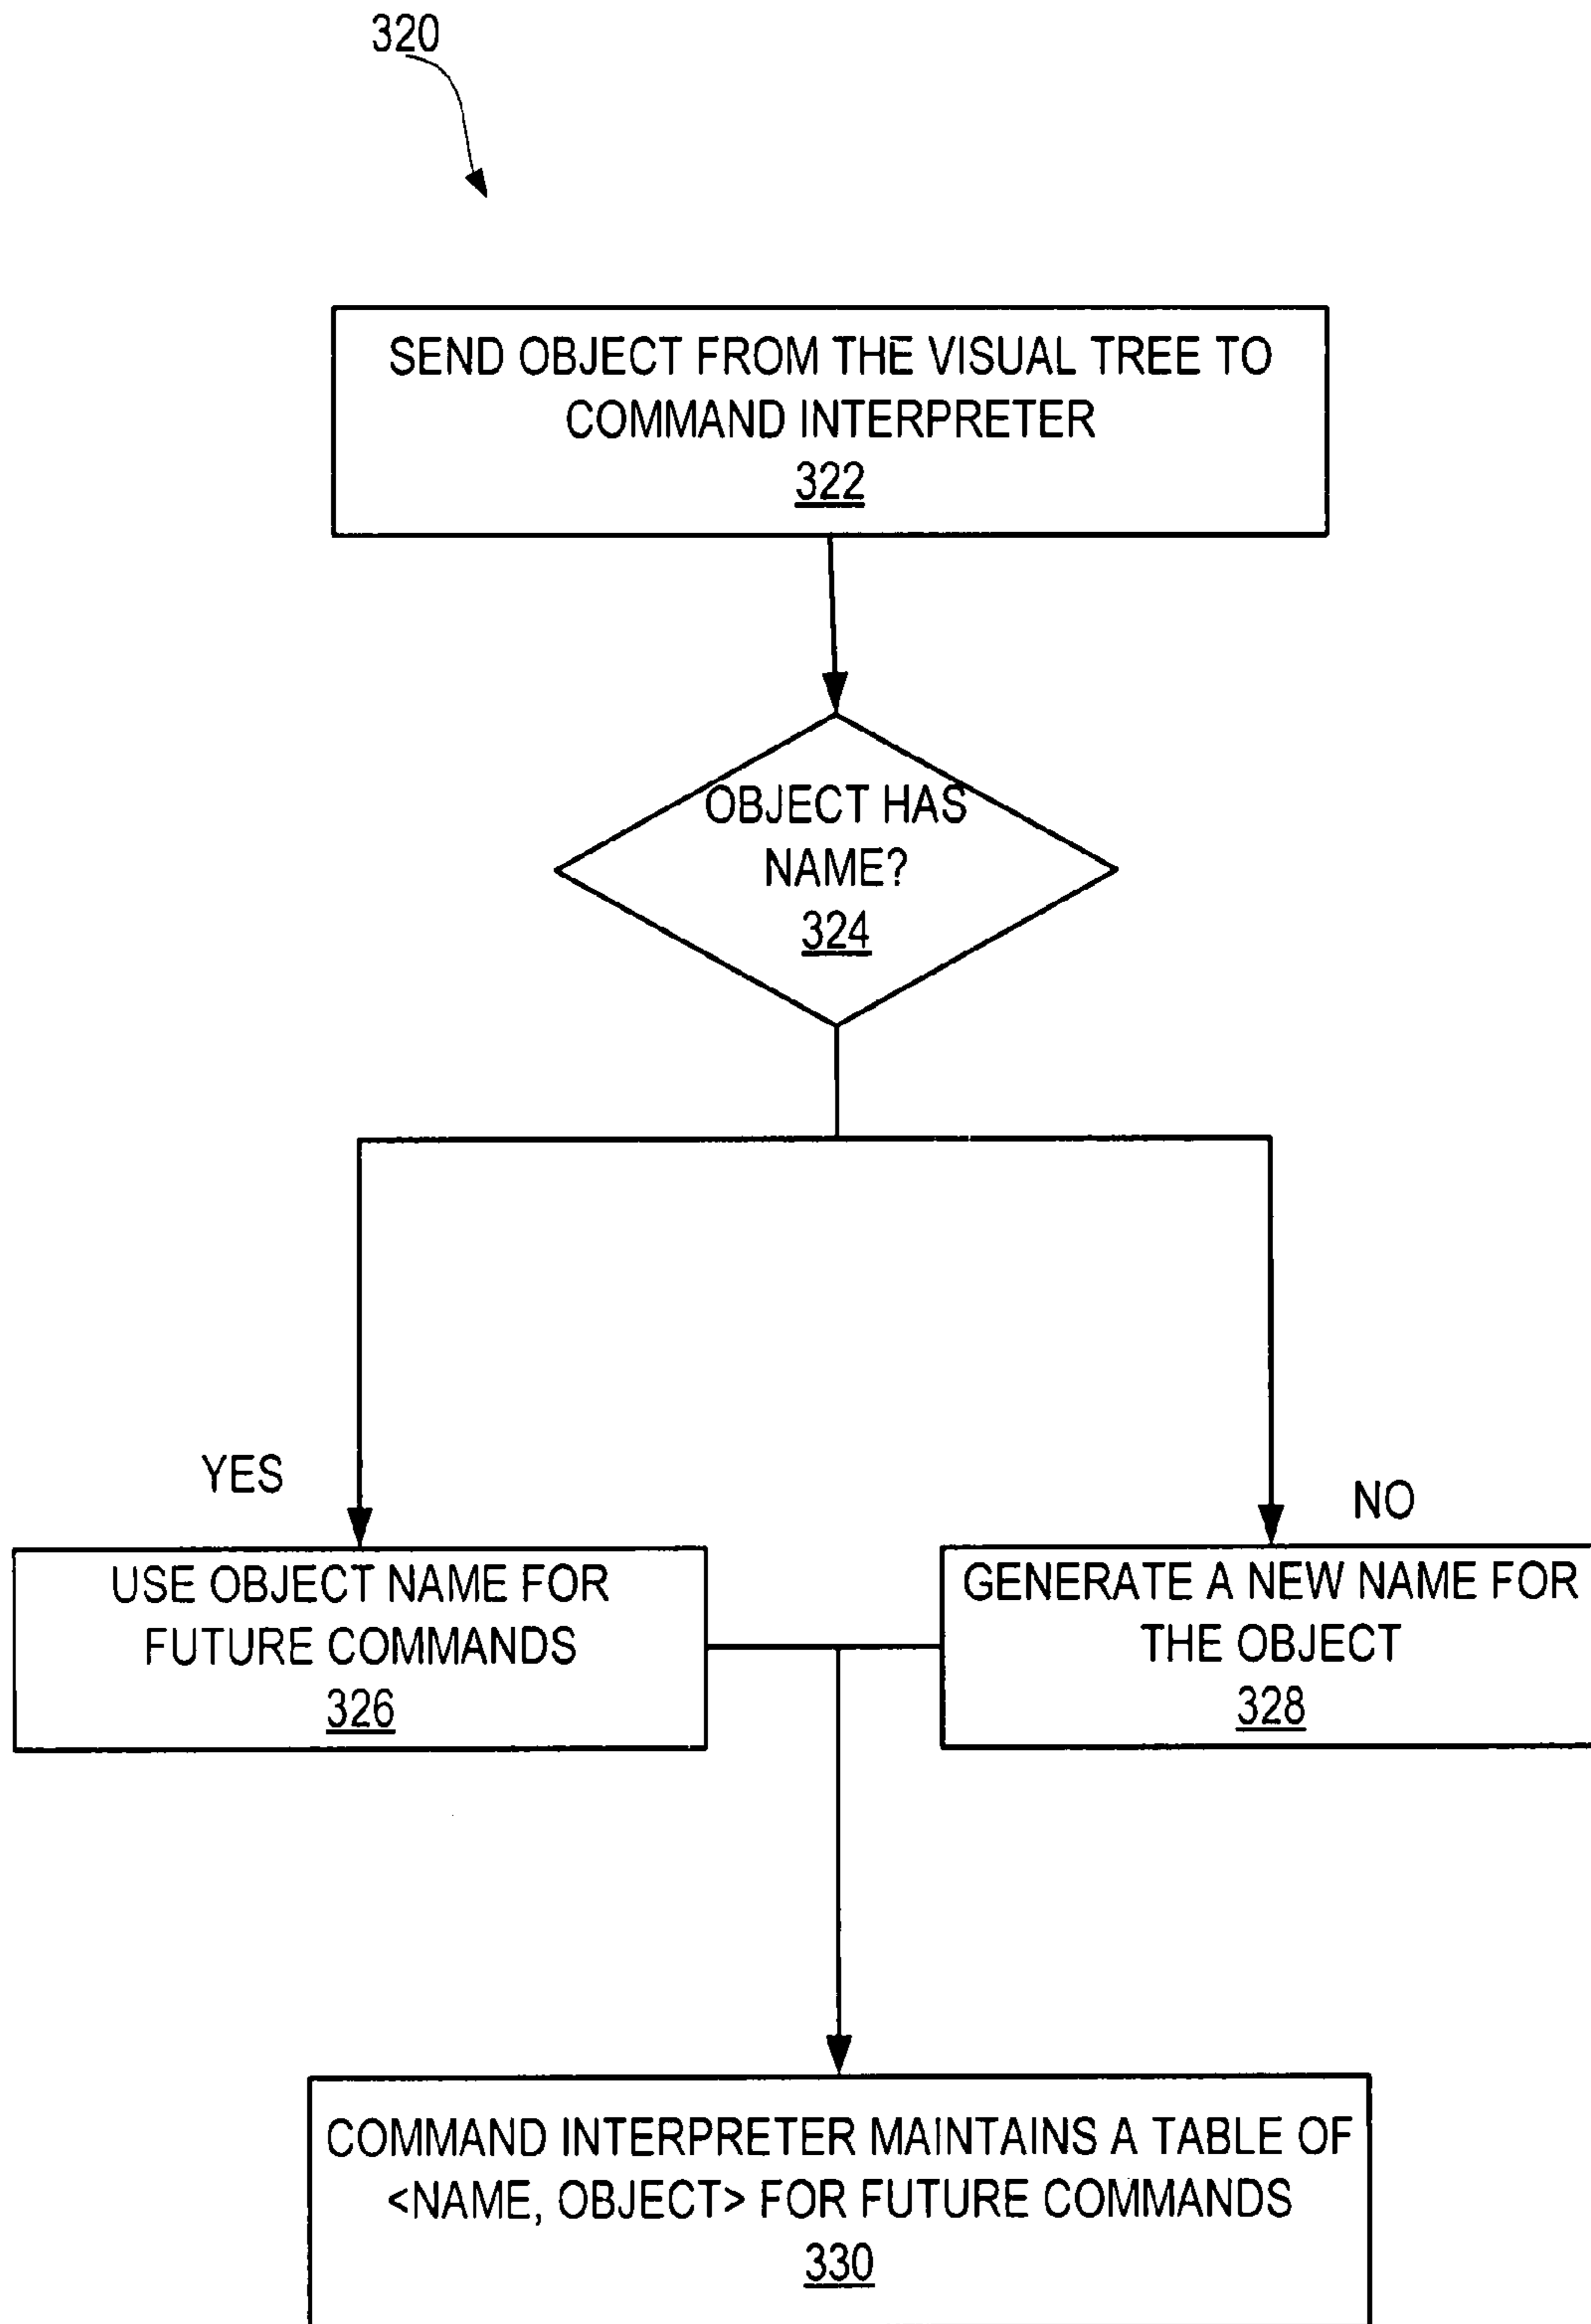 320
SEND OBJECT FROM THE VISUAL TREE TO
COMMAND INTERPRETER
322
OBJECT HAS
NAME?
324
YES
NO
USE OBJECT NAME FOR
FUTURE COMMANDS
326
GENERATE A NEW NAME FOR
THE OBJECT
328
COMMAND INTERPRETER MAINTAINS A TABLE OF
<NAME, OBJECT> FOR FUTURE COMMANDS
330